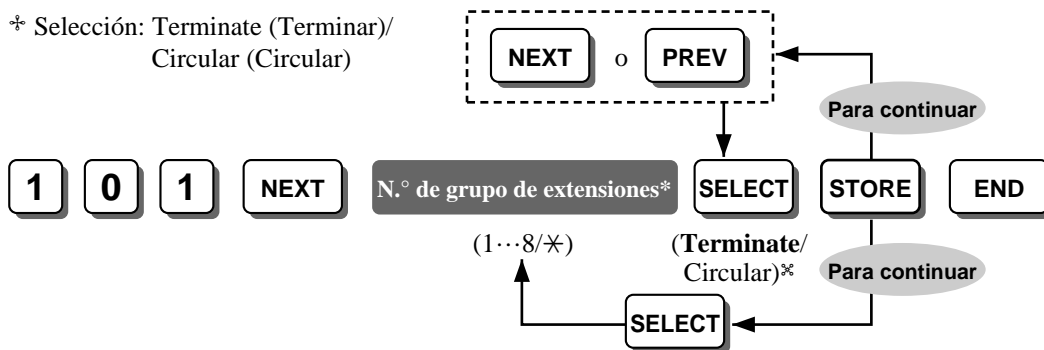 ✢ Selección: Terminate (Terminar)/
Circular (Circular)
NEXT o PREV
Para continuar
1 0 1 NEXT N.° de grupo de extensiones* SELECT STORE END
(1···8/✳) (Terminate/
Circular)⌘
Para continuar
SELECT